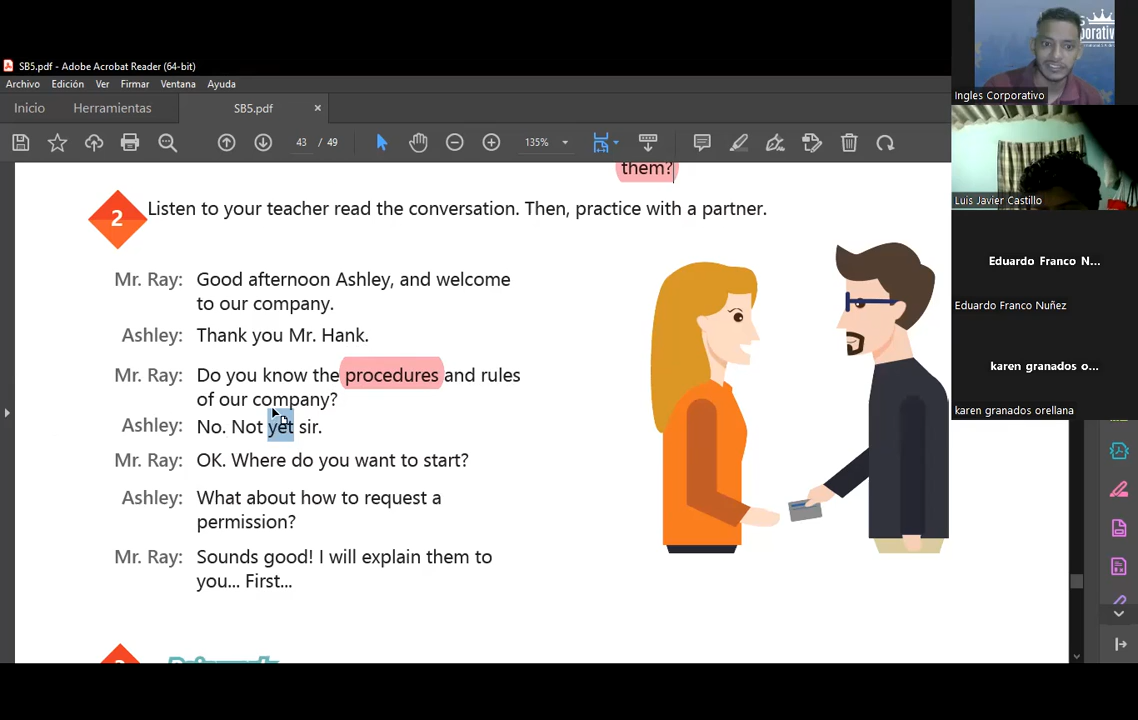 SB5.pdf - Adobe Acrobat Reader (64-bit)
Archivo Edición Ver Firmar Ventana Ayuda
Inicio Herramientas SB5.pdf ×
43 / 49 135%
them?
2 Listen to your teacher read the conversation. Then, practice with a partner.
Mr. Ray: Good afternoon Ashley, and welcome
to our company.
Ashley: Thank you Mr. Hank.
Mr. Ray: Do you know the procedures and rules
of our company?
Ashley: No. Not yet sir.
Mr. Ray: OK. Where do you want to start?
Ashley: What about how to request a
permission?
Mr. Ray: Sounds good! I will explain them to
you... First...
Ingles Corporativo
Luis Javier Castillo
Eduardo Franco N...
Eduardo Franco Nuñez
karen granados o...
karen granados orellana